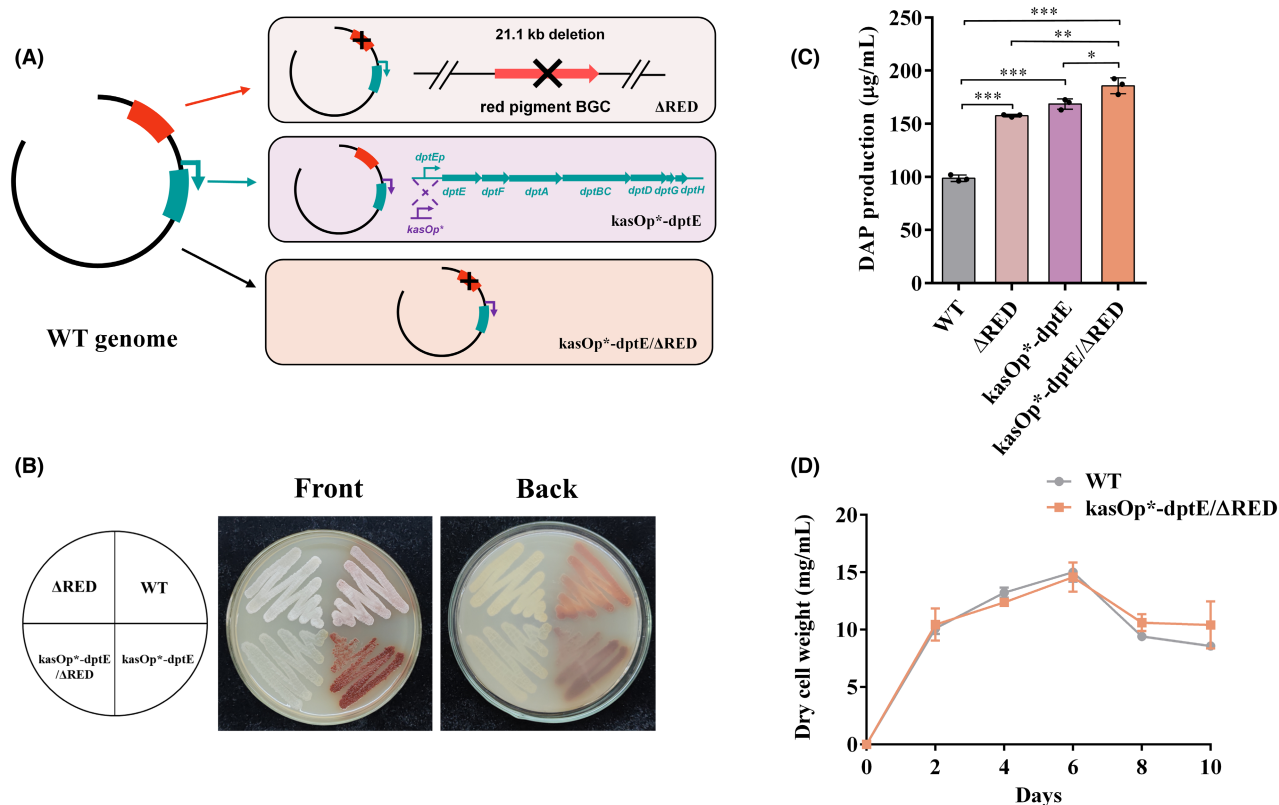 (A)
WT genome
21.1 kb deletion
red pigment BGC
ΔRED
dptEp
dptE dptF dptA dptBC dptD dptG dptH
kasOp*
kasOp*-dptE
kasOp*-dptE/ΔRED
(B)
Front Back
ΔRED WT
kasOp*-dptE
/ΔRED
kasOp*-dptE
(C)
DAP production (μg/mL)
250
200
150
100
50
0
***
**
*
***
***
WT
ΔRED
kasOp*-dptE
kasOp*-dptE/ΔRED
(D)
WT
kasOp*-dptE/ΔRED
Dry cell weight (mg/mL)
20
15
10
5
0
0 2 4 6 8 10
Days